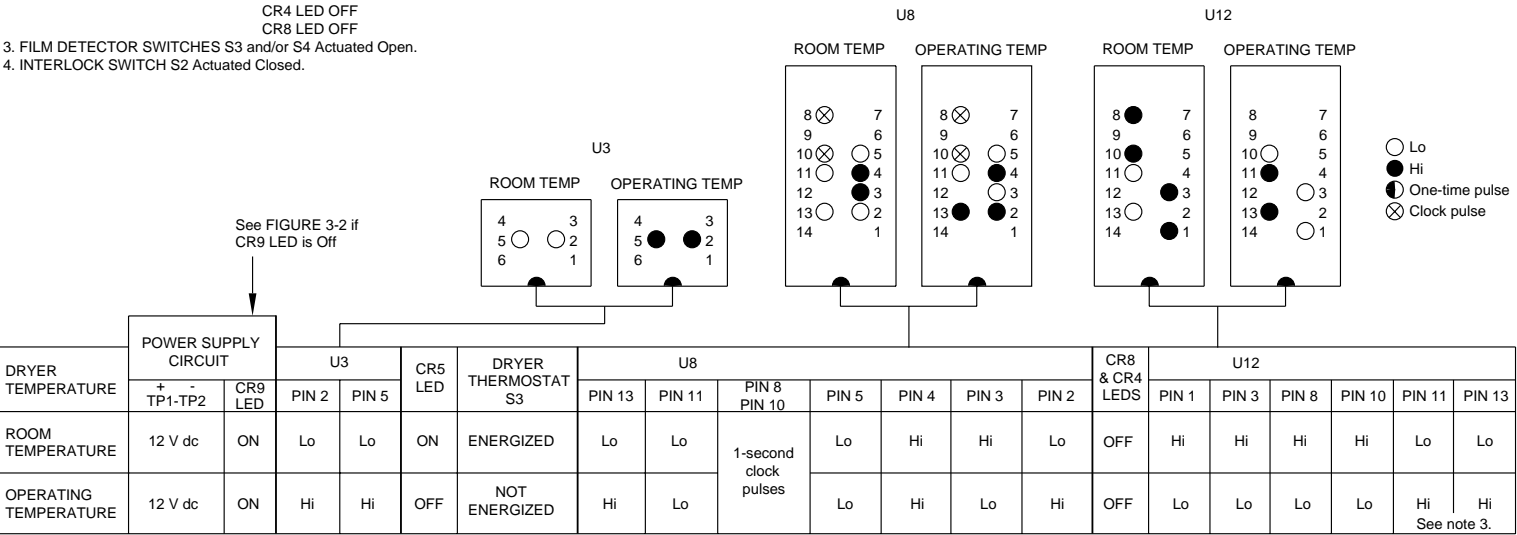 CR4 LED OFF
CR8 LED OFF
3. FILM DETECTOR SWITCHES S3 and/or S4 Actuated Open.
4. INTERLOCK SWITCH S2 Actuated Closed.
U8
U12
ROOM TEMP OPERATING TEMP ROOM TEMP OPERATING TEMP
8 7 8 7 8 7 8 7
9 6 9 6 9 6 9 6
10 5 10 5 10 5 10 5
11 4 11 4 11 4 11 4
12 3 12 3 12 3 12 3
13 2 13 2 13 2 13 2
14 1 14 1 14 1 14 1
Lo
Hi
One-time pulse
Clock pulse
U3
ROOM TEMP OPERATING TEMP
4 3 4 3
5 2 5 2
6 1 6 1
See FIGURE 3-2 if
CR9 LED is Off
DRYER
TEMPERATURE
POWER SUPPLY
CIRCUIT
+ -
TP1-TP2
CR9
LED
U3
PIN 2 PIN 5
CR5
LED
DRYER
THERMOSTAT
S3
U8
PIN 13 PIN 11
PIN 8
PIN 10
PIN 5 PIN 4 PIN 3 PIN 2
CR8
& CR4
LEDS
U12
PIN 1 PIN 3 PIN 8 PIN 10 PIN 11 PIN 13
ROOM
TEMPERATURE
12 V dc ON Lo Lo ON ENERGIZED Lo Lo
1-second
clock
pulses
Lo Hi Hi Lo OFF Hi Hi Hi Hi Lo Lo
OPERATING
TEMPERATURE
12 V dc ON Hi Hi OFF
NOT
ENERGIZED
Hi Lo Lo Hi Lo Hi OFF Lo Lo Lo Lo Hi Hi
See note 3.